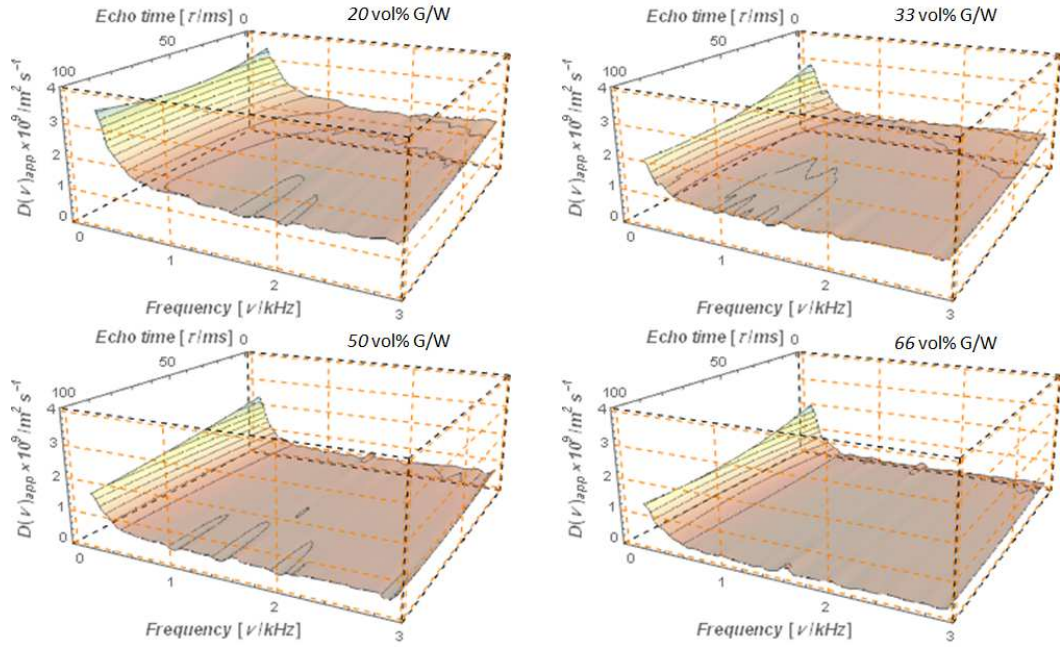 Echo time [τ/ms] 0
20 vol% G/W
50
100
4
3
2
1
0
D(ν)app × 10⁹/m² s⁻¹
0
1
2
3
Frequency [ν/kHz]
Echo time [τ/ms] 0
33 vol% G/W
50
100
4
3
2
1
0
D(ν)app × 10⁹/m² s⁻¹
0
1
2
3
Frequency [ν/kHz]
Echo time [τ/ms] 0
50 vol% G/W
50
100
4
3
2
1
0
D(ν)app × 10⁹/m² s⁻¹
0
1
2
3
Frequency [ν/kHz]
Echo time [τ/ms] 0
66 vol% G/W
50
100
4
3
2
1
0
D(ν)app × 10⁹/m² s⁻¹
0
1
2
3
Frequency [ν/kHz]